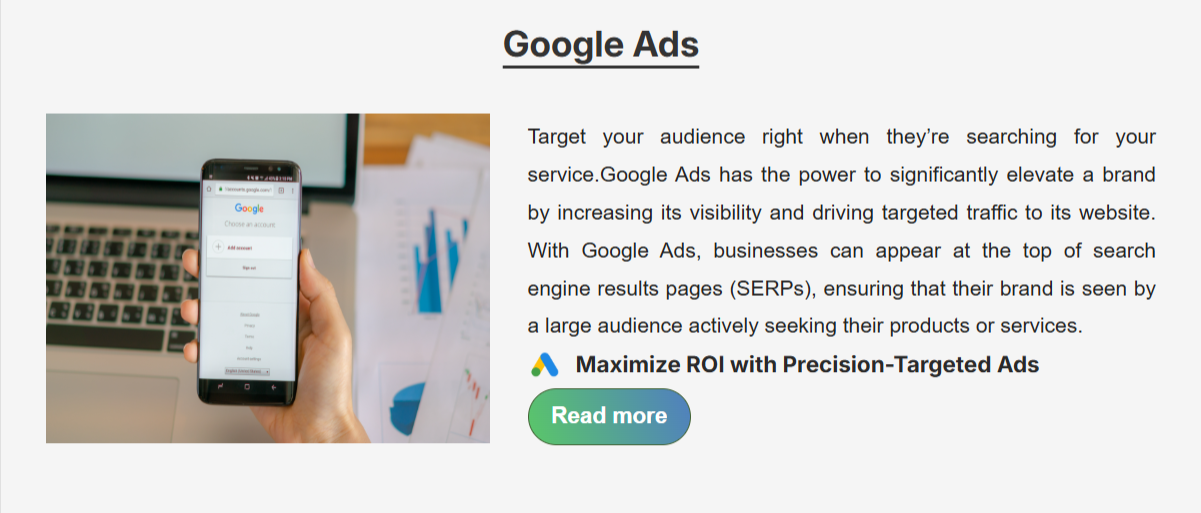 Google Ads
Target your audience right when they’re searching for your
service.Google Ads has the power to significantly elevate a brand
by increasing its visibility and driving targeted traffic to its website.
With Google Ads, businesses can appear at the top of search
engine results pages (SERPs), ensuring that their brand is seen by
a large audience actively seeking their products or services.
Maximize ROI with Precision-Targeted Ads
Read more
Google
Choose an account
Add account
Sign out